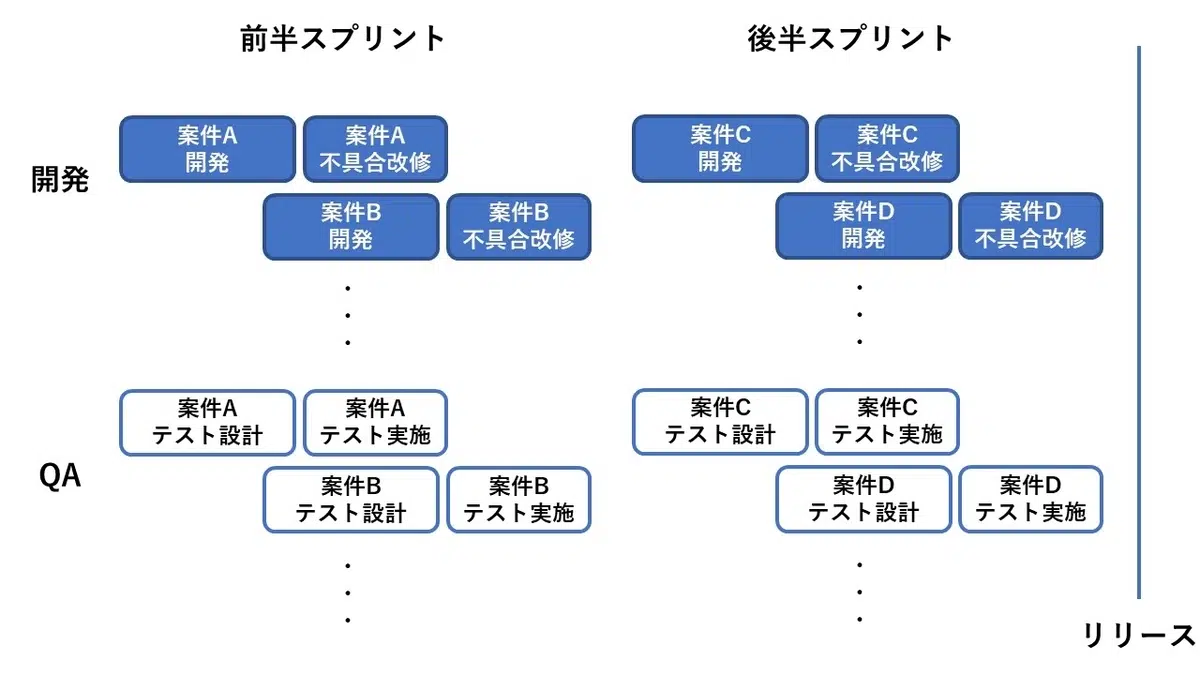 前半スプリント
後半スプリント
開発
案件A
開発
案件A
不具合改修
案件B
開発
案件B
不具合改修
・
・
・
案件C
開発
案件C
不具合改修
案件D
開発
案件D
不具合改修
・
・
・
QA
案件A
テスト設計
案件A
テスト実施
案件B
テスト設計
案件B
テスト実施
・
・
・
案件C
テスト設計
案件C
テスト実施
案件D
テスト設計
案件D
テスト実施
・
・
・
リリース